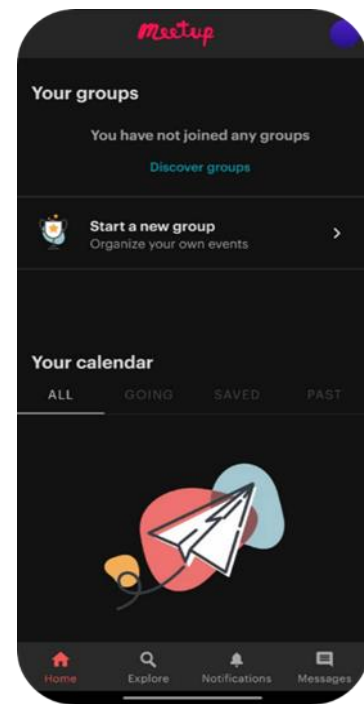 Meetup
Your groups
You have not joined any groups
Discover groups
Start a new group
Organize your own events
Your calendar
ALL GOING SAVED PAST
Home Explore Notifications Messages